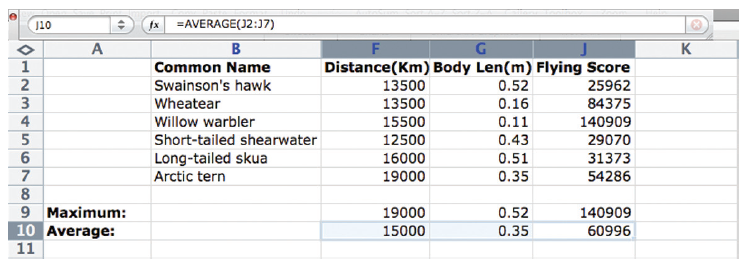 J10 fx =AVERAGE(J2:J7)
A B F G J K
1 Common Name Distance(Km) Body Len(m) Flying Score
2 Swainson's hawk 13500 0.52 25962
3 Wheatear 13500 0.16 84375
4 Willow warbler 15500 0.11 140909
5 Short-tailed shearwater 12500 0.43 29070
6 Long-tailed skua 16000 0.51 31373
7 Arctic tern 19000 0.35 54286
8
9 Maximum: 19000 0.52 140909
10 Average: 15000 0.35 60996
11